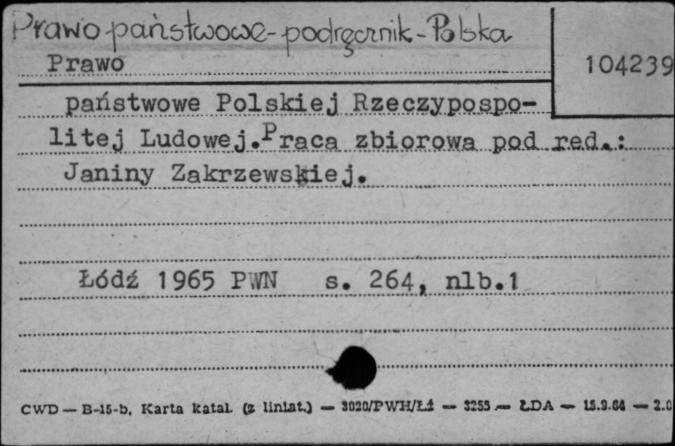 Prawo państwowe-podręcznik-Polska
Prawo
104239
państwowe Polskiej Rzeczypospo-
litej Ludowej.Praca zbiorowa pod red.:
Janiny Zakrzewskiej.
Łódź 1965 PWN s. 264, nlb.1
CWD — B-15-b. Karta katal. (z liniat.) — 3020/PWH/Łź — 3255 — ŁDA — 15.9.64 — 2.0